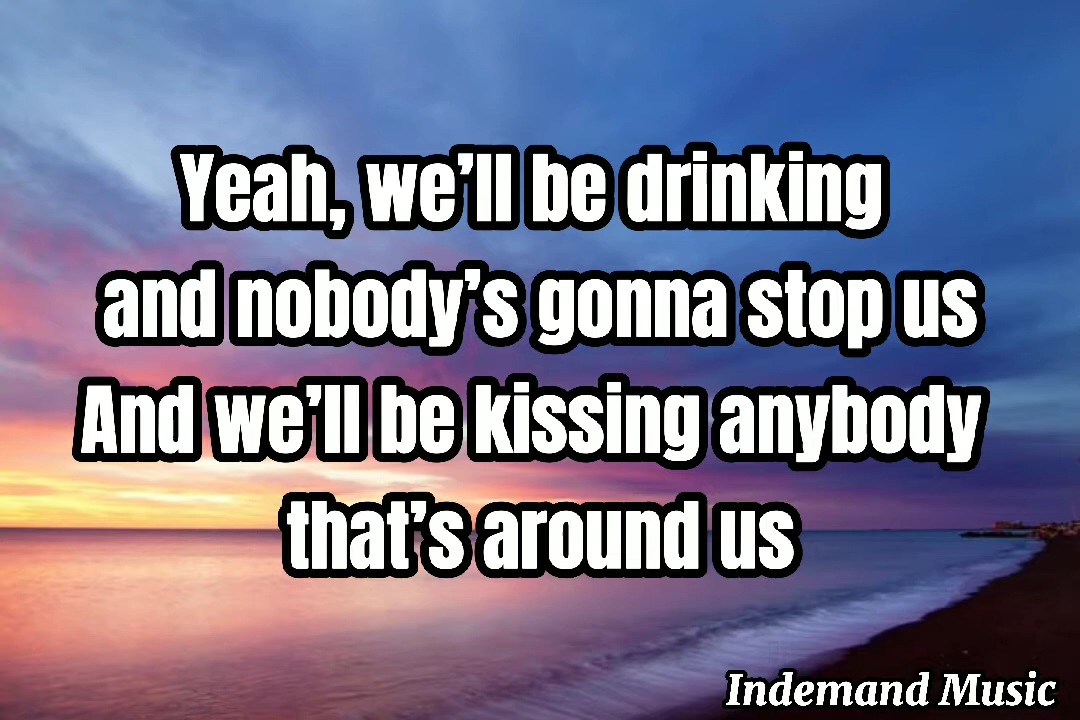 Yeah, we’ll be drinking
and nobody’s gonna stop us
And we’ll be kissing anybody
that’s around us
Indemand Music